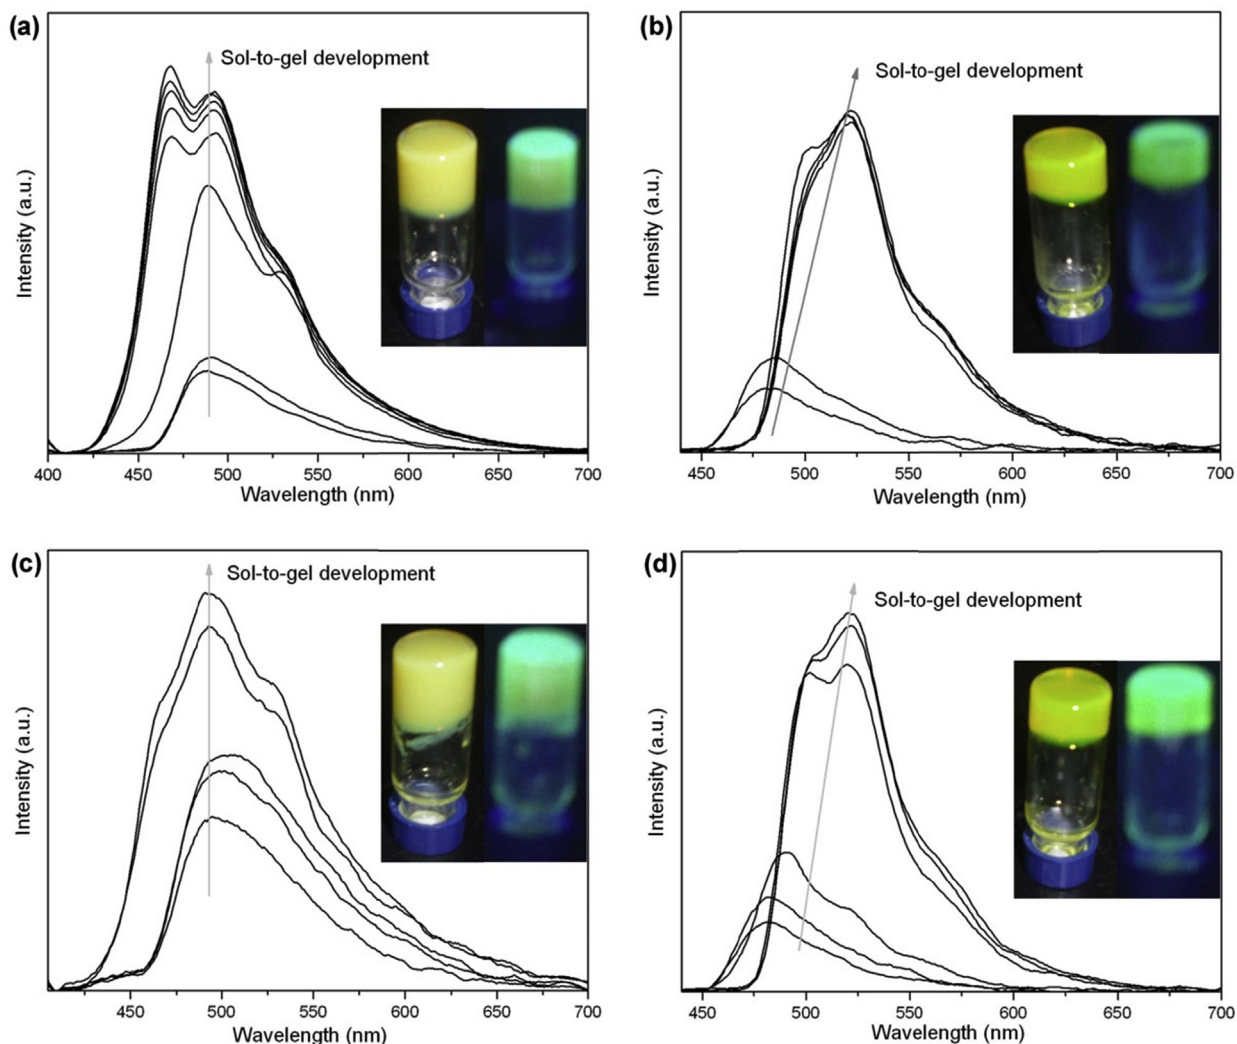 (a)
Sol-to-gel development
Intensity (a.u.)
400 450 500 550 600 650 700
Wavelength (nm)
(b)
Sol-to-gel development
Intensity (a.u.)
450 500 550 600 650 700
Wavelength (nm)
(c)
Sol-to-gel development
Intensity (a.u.)
450 500 550 600 650 700
Wavelength (nm)
(d)
Sol-to-gel development
Intensity (a.u.)
450 500 550 600 650 700
Wavelength (nm)